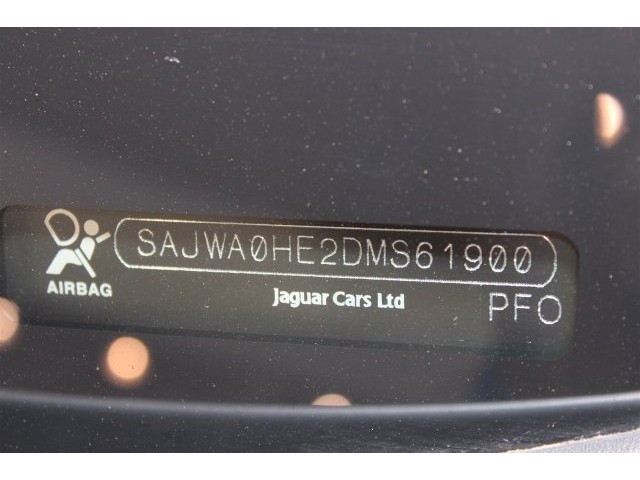 SAJWA0HE2DMS61900
AIRBAG
Jaguar Cars Ltd
PFO